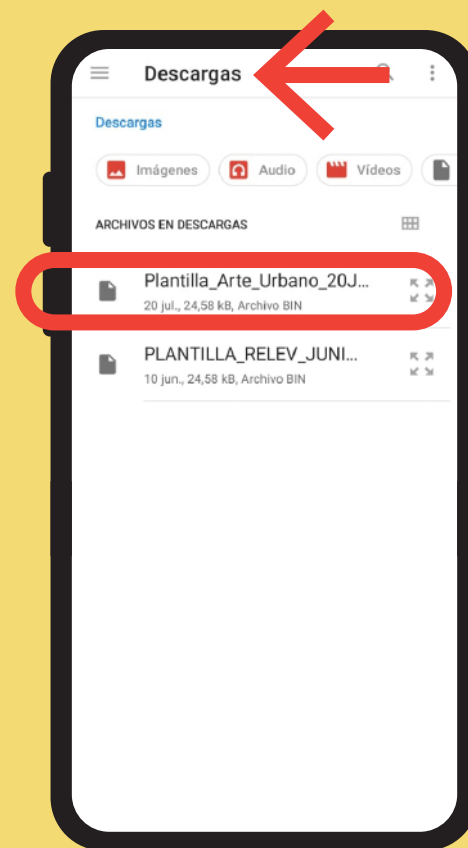 Descargas
Descargas
Imágenes Audio Vídeos
ARCHIVOS EN DESCARGAS
Plantilla_Arte_Urbano_20J...
20 jul., 24,58 kB, Archivo BIN
PLANTILLA_RELEV_JUNI...
10 jun., 24,58 kB, Archivo BIN